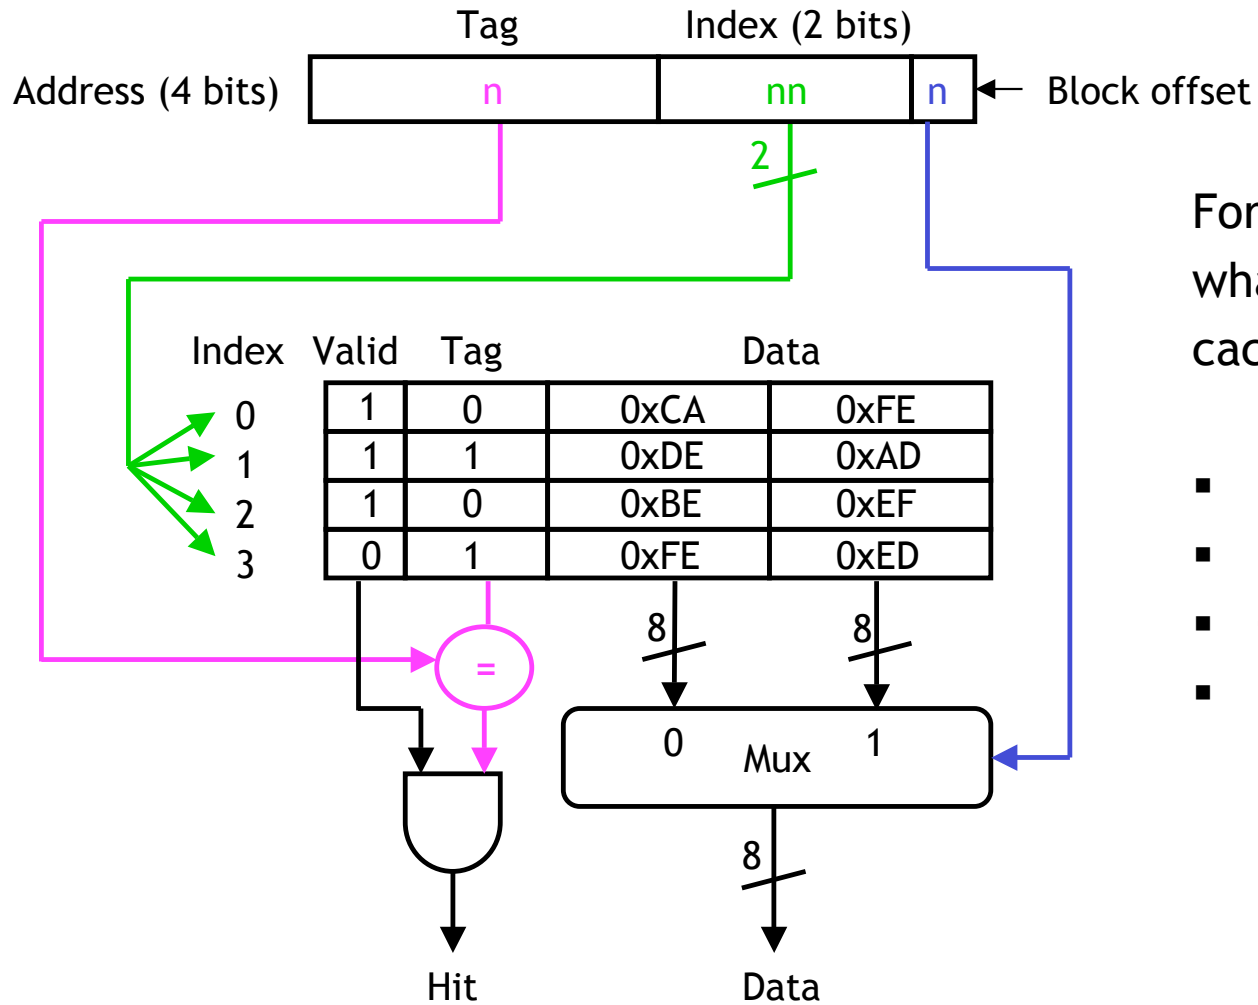 Tag Index (2 bits)
Address (4 bits) n nn n Block offset
2
For
Index Valid Tag Data
0 1 0 0xCA 0xFE
1 1 1 0xDE 0xAD
2 1 0 0xBE 0xEF
3 0 1 0xFE 0xED
8 8
=
0 Mux 1
8
Hit Data